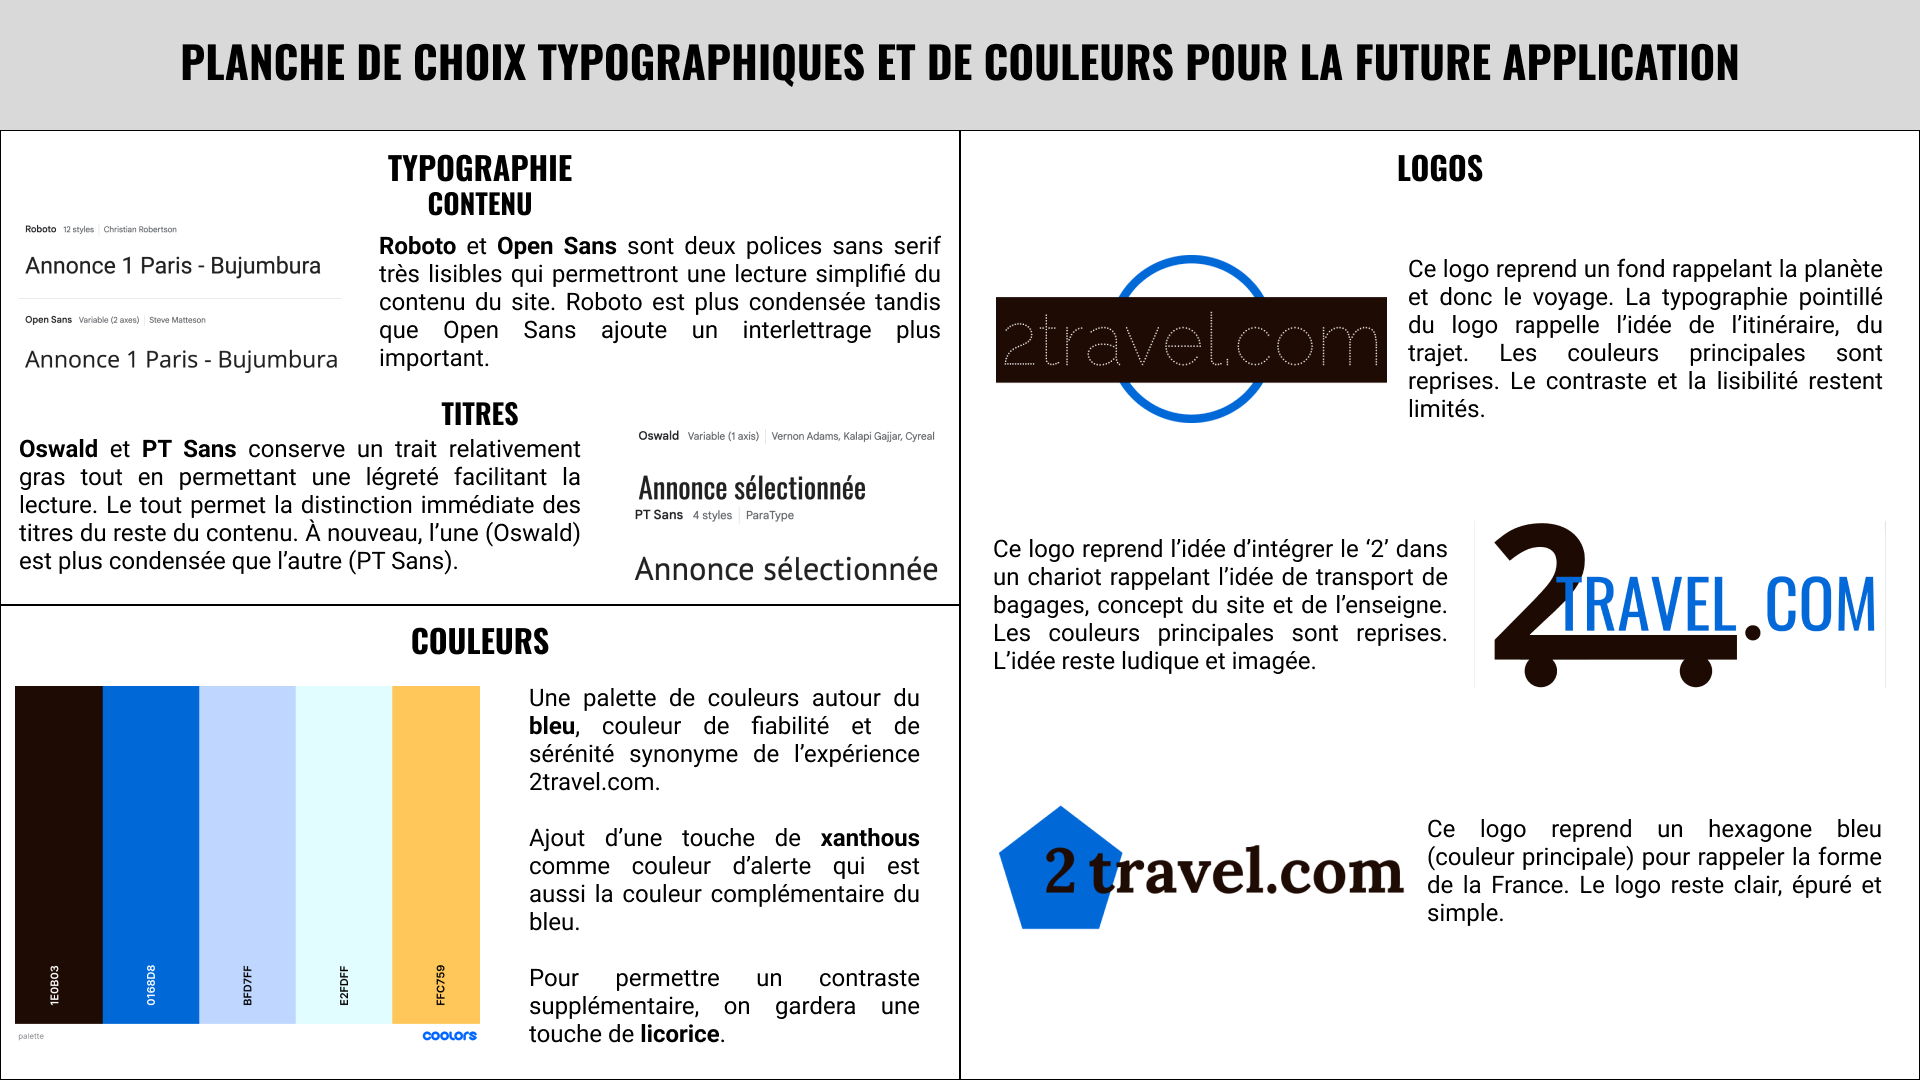 PLANCHE DE CHOIX TYPOGRAPHIQUES ET DE COULEURS POUR LA FUTURE APPLICATION
TYPOGRAPHIE
CONTENU
Roboto 12 styles | Christian Robertson
Annonce 1 Paris - Bujumbura
Open Sans Variable (2 axes) | Steve Matteson
Annonce 1 Paris - Bujumbura
Roboto et Open Sans sont deux polices sans serif
très lisibles qui permettront une lecture simplifié du
contenu du site. Roboto est plus condensée tandis
que Open Sans ajoute un interlettrage plus
important.
TITRES
Oswald et PT Sans conserve un trait relativement
gras tout en permettant une légreté facilitant la
lecture. Le tout permet la distinction immédiate des
titres du reste du contenu. À nouveau, l’une (Oswald)
est plus condensée que l’autre (PT Sans).
Oswald Variable (1 axis) | Vernon Adams, Kalapi Gajjar, Cyreal
Annonce sélectionnée
PT Sans 4 styles | ParaType
Annonce sélectionnée
COULEURS
1E0B03
0168D8
BFD7FF
E2FDFF
FFC759
palette
coolors
Une palette de couleurs autour du
bleu, couleur de fiabilité et de
sérénité synonyme de l’expérience
2travel.com.
Ajout d’une touche de xanthous
comme couleur d’alerte qui est
aussi la couleur complémentaire du
bleu.
Pour permettre un contraste
supplémentaire, on gardera une
touche de licorice.
LOGOS
2travel.com
Ce logo reprend un fond rappelant la planète
et donc le voyage. La typographie pointillé
du logo rappelle l’idée de l’itinéraire, du
trajet. Les couleurs principales sont
reprises. Le contraste et la lisibilité restent
limités.
Ce logo reprend l’idée d’intégrer le ‘2’ dans
un chariot rappelant l’idée de transport de
bagages, concept du site et de l’enseigne.
Les couleurs principales sont reprises.
L’idée reste ludique et imagée.
2TRAVEL.COM
2 travel.com
Ce logo reprend un hexagone bleu
(couleur principale) pour rappeler la forme
de la France. Le logo reste clair, épuré et
simple.